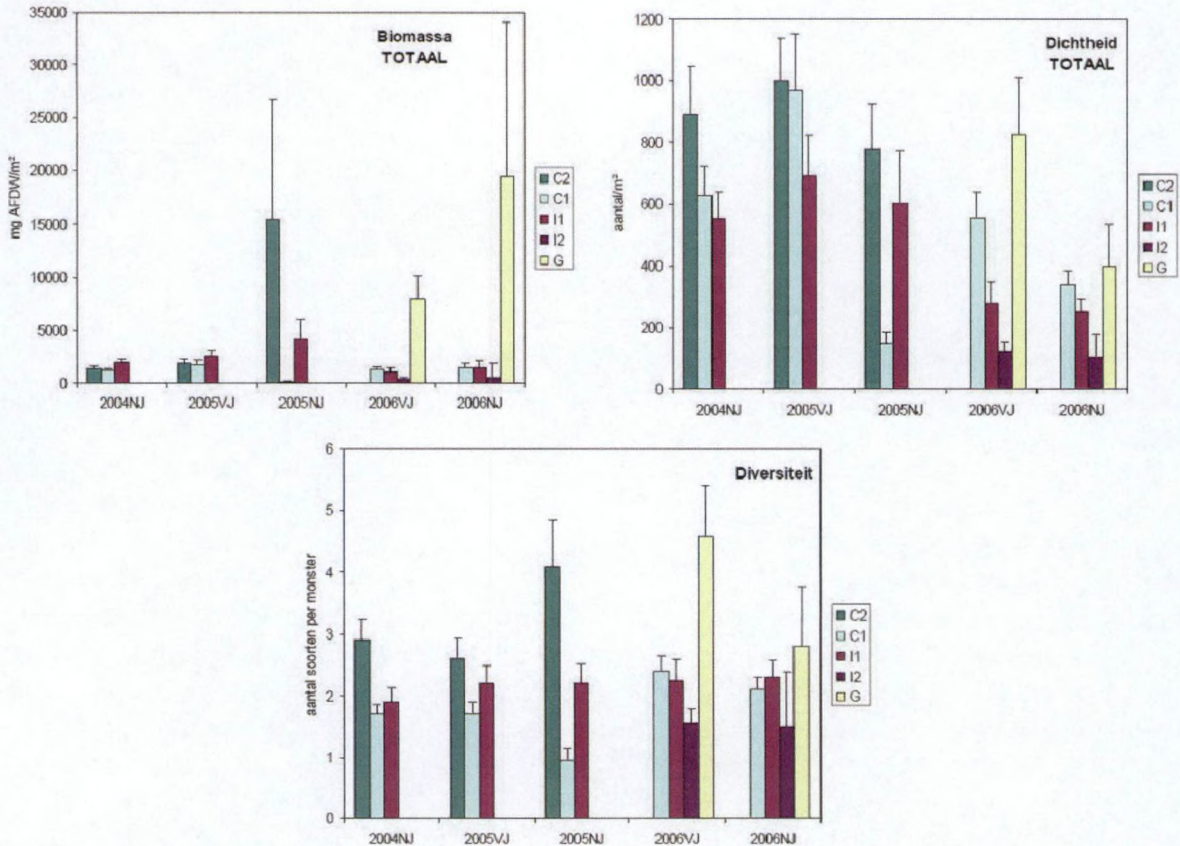 Biomassa
TOTAAL
mg AFDW/m²
35000
30000
25000
20000
15000
10000
5000
0
2004NJ 2005VJ 2005NJ 2006VJ 2006NJ
C2
C1
I1
I2
G
Dichtheid
TOTAAL
aantal/m²
1200
1000
800
600
400
200
0
2004NJ 2005VJ 2005NJ 2006VJ 2006NJ
C2
C1
I1
I2
G
Diversiteit
aantal soorten per monster
6
5
4
3
2
1
0
2004NJ 2005VJ 2005NJ 2006VJ 2006NJ
C2
C1
I1
I2
G